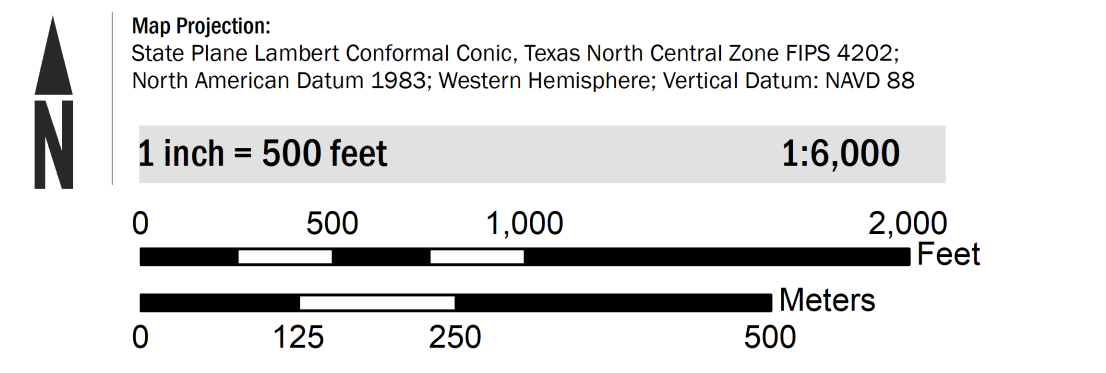 N
Map Projection:
State Plane Lambert Conformal Conic, Texas North Central Zone FIPS 4202;
North American Datum 1983; Western Hemisphere; Vertical Datum: NAVD 88
1 inch = 500 feet 1:6,000
0 500 1,000 2,000
Feet
Meters
0 125 250 500